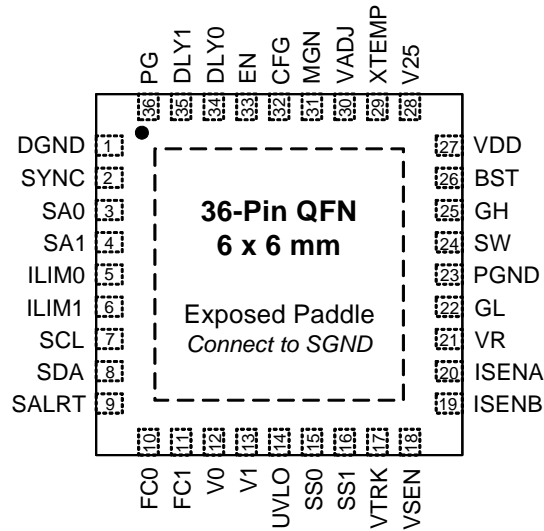 PG
DLY1
DLY0
EN
CFG
MGN
VADJ
XTEMP
V25
36
35
34
33
32
31
30
29
28
DGND 1
SYNC 2
SA0 3
SA1 4
ILIM0 5
ILIM1 6
SCL 7
SDA 8
SALRT 9
36-Pin QFN
6 x 6 mm
Exposed Paddle
Connect to SGND
27 VDD
26 BST
25 GH
24 SW
23 PGND
22 GL
21 VR
20 ISENA
19 ISENB
10
11
12
13
14
15
16
17
18
FC0
FC1
V0
V1
UVLO
SS0
SS1
VTRK
VSEN